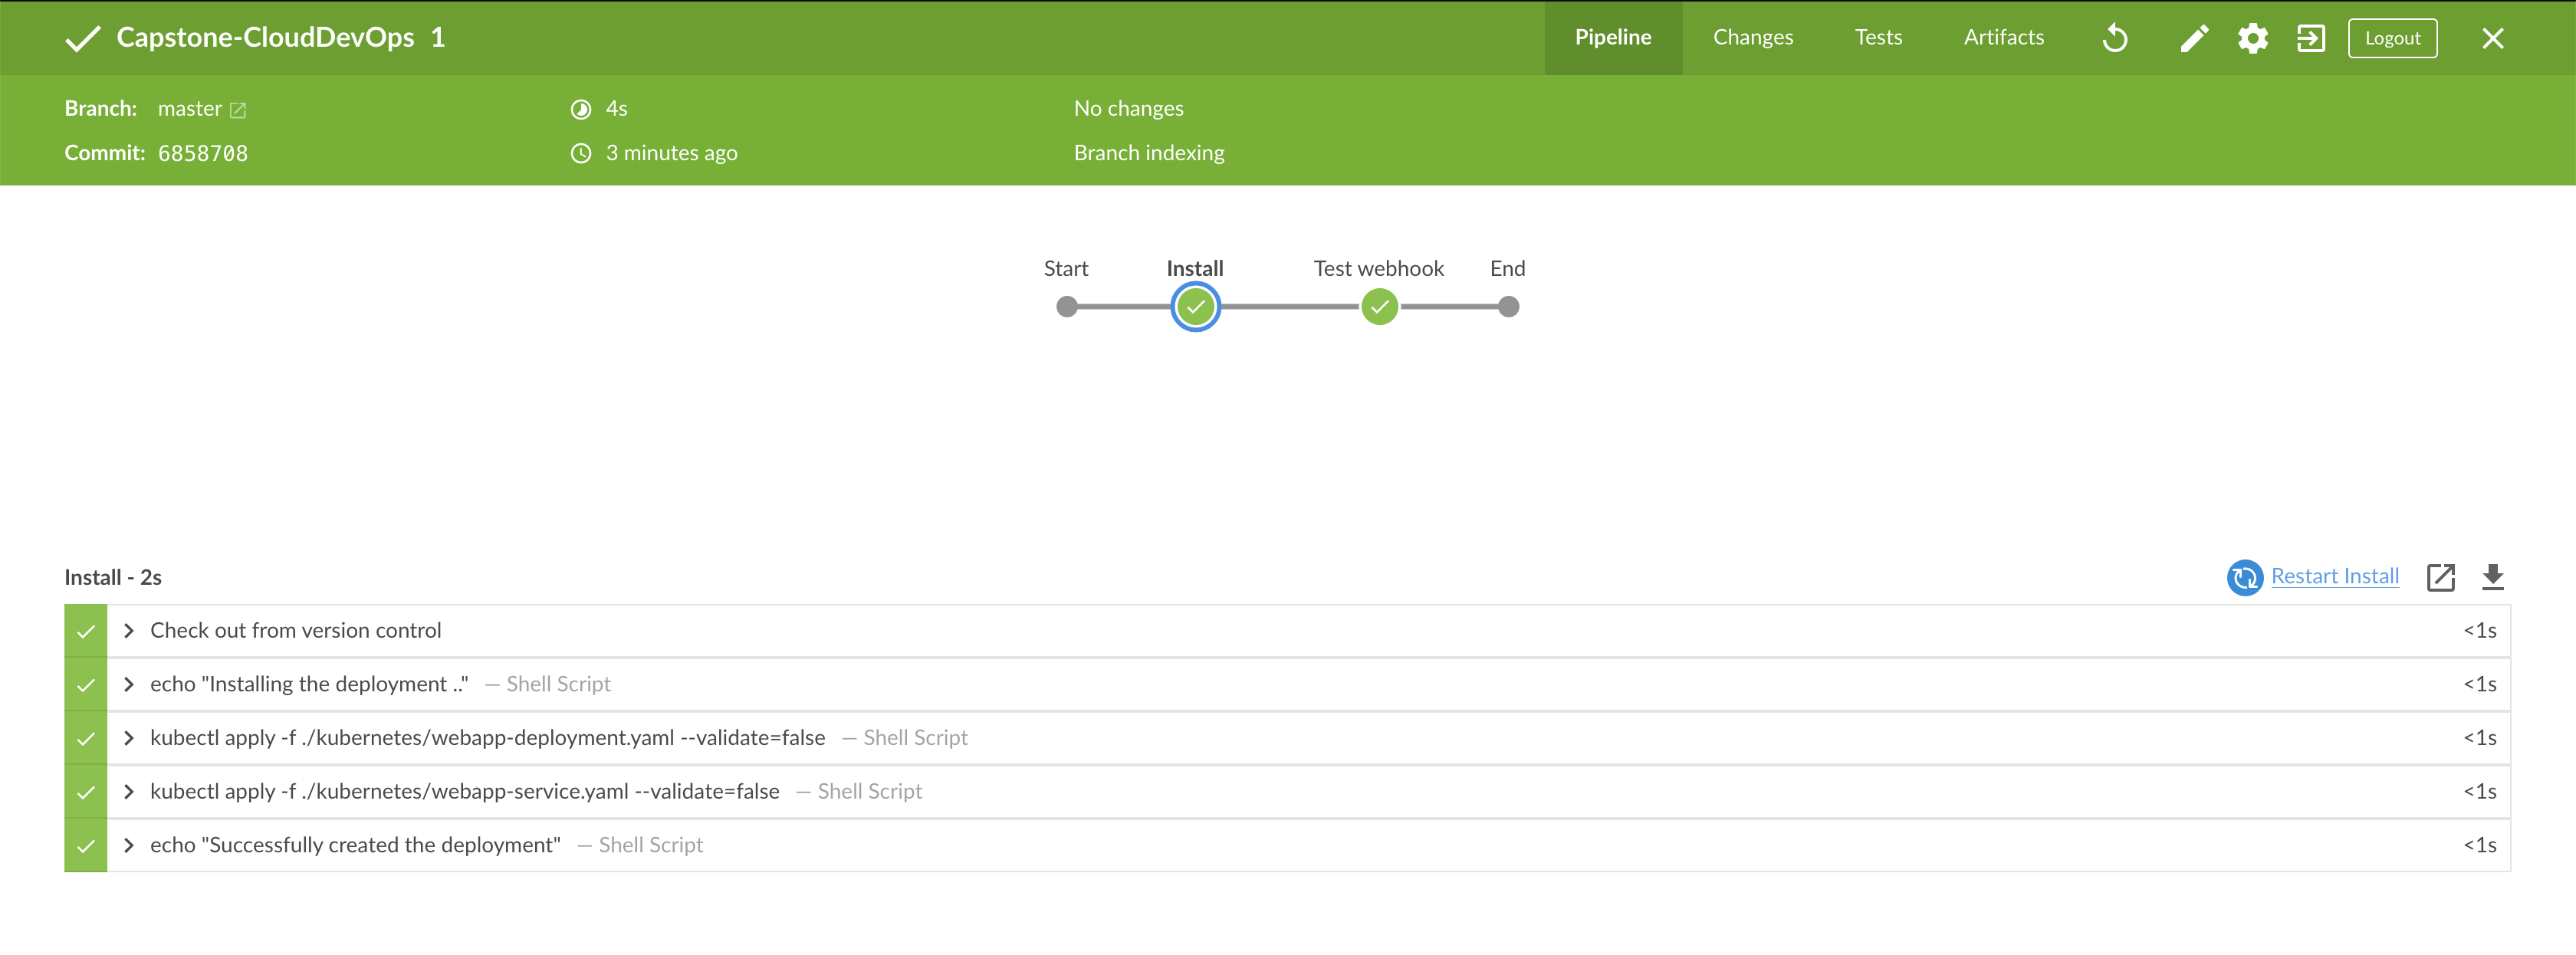 Capstone-CloudDevOps 1
Pipeline Changes Tests Artifacts Logout
Branch: master 4s No changes
Commit: 6858708 3 minutes ago Branch indexing
Start Install Test webhook End
Install - 2s Restart Install
Check out from version control <1s
echo "Installing the deployment .." — Shell Script <1s
kubectl apply -f ./kubernetes/webapp-deployment.yaml --validate=false — Shell Script <1s
kubectl apply -f ./kubernetes/webapp-service.yaml --validate=false — Shell Script <1s
echo "Successfully created the deployment" — Shell Script <1s